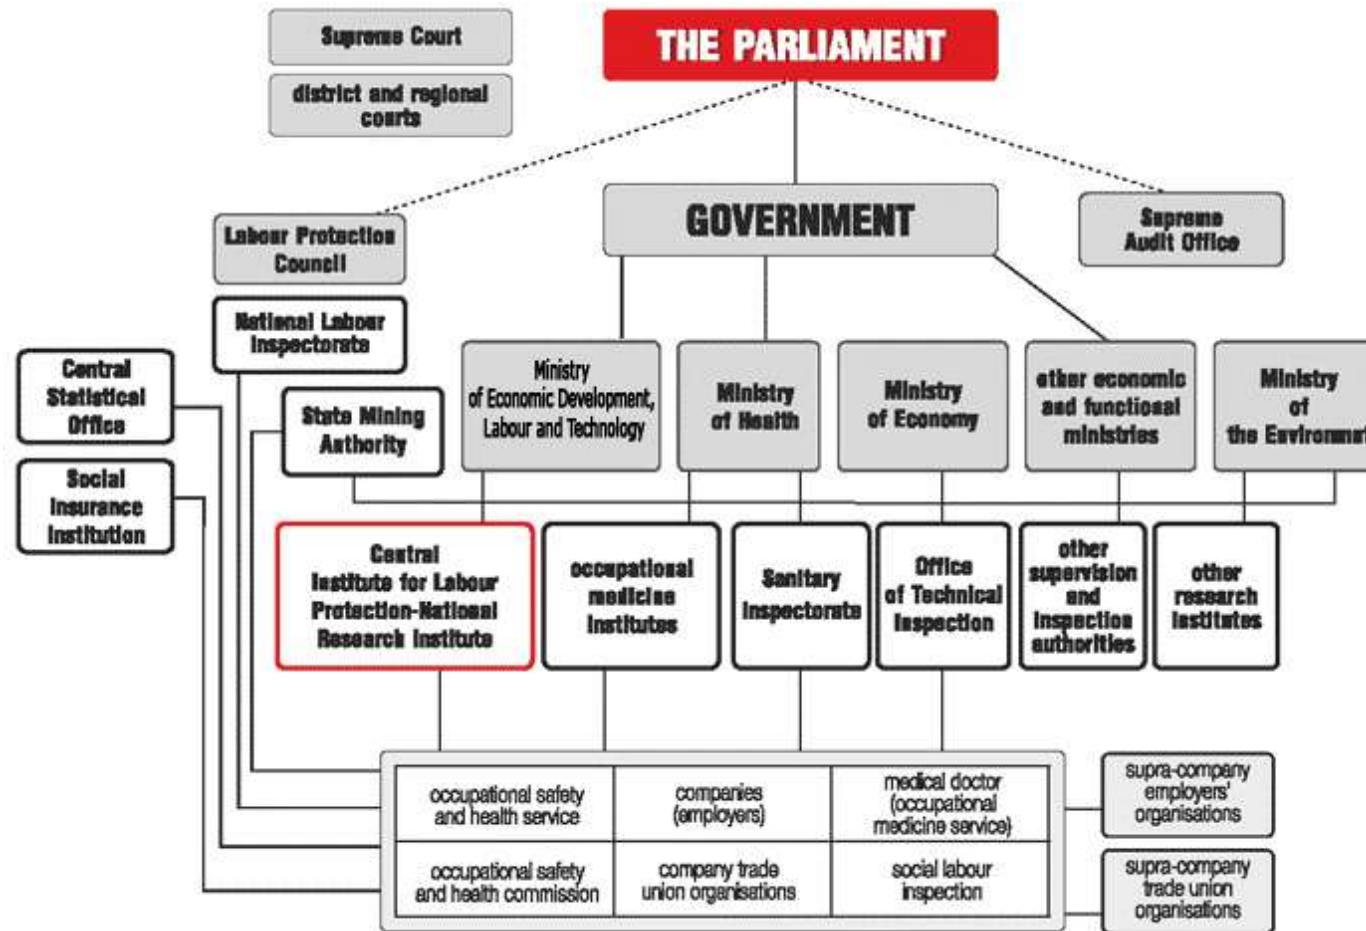 Supreme Court
THE PARLIAMENT
district and regional
courts
GOVERNMENT
Labour Protection
Council
Supreme
Audit Office
National Labour
Inspectorate
Central
Statistical
Office
State Mining
Authority
Ministry
of Economic Development,
Labour and Technology
Ministry
of Health
Ministry
of Economy
other economic
and functional
ministries
Ministry
of
the Environmet
Social
Insurance
Institution
Central
Institute for Labour
Protection-National
Research Institute
occupational
medicine
institutes
Sanitary
Inspectorate
Office
of Technical
Inspection
other
supervision
and
inspection
authorities
other
research
institutes
occupational safety
and health service
companies
(employers)
medical doctor
(occupational
medicine service)
supra-company
employers'
organisations
occupational safety
and health commission
company trade
union organisations
social labour
inspection
supra-company
trade union
organisations